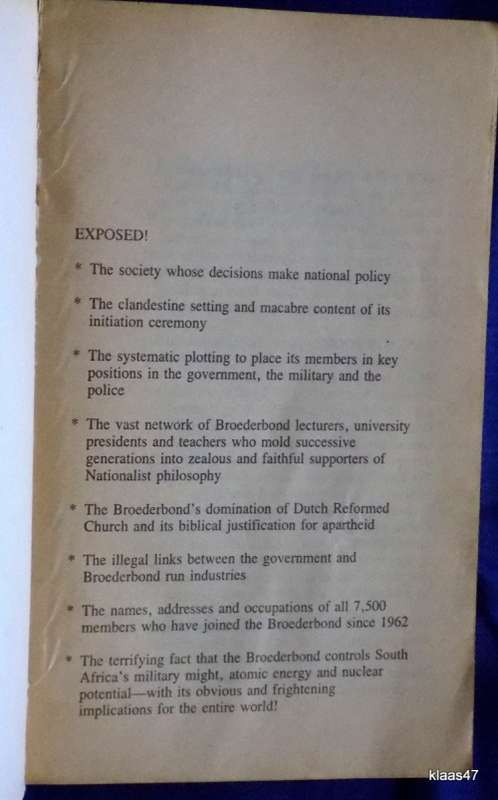 EXPOSED!
* The society whose decisions make national policy
* The clandestine setting and macabre content of its
initiation ceremony
* The systematic plotting to place its members in key
positions in the government, the military and the
police
* The vast network of Broederbond lecturers, university
presidents and teachers who mold successive
generations into zealous and faithful supporters of
Nationalist philosophy
* The Broederbond's domination of Dutch Reformed
Church and its biblical justification for apartheid
* The illegal links between the government and
Broederbond run industries
* The names, addresses and occupations of all 7,500
members who have joined the Broederbond since 1962
* The terrifying fact that the Broederbond controls South
Africa's military might, atomic energy and nuclear
potential—with its obvious and frightening
implications for the entire world!
klaas47